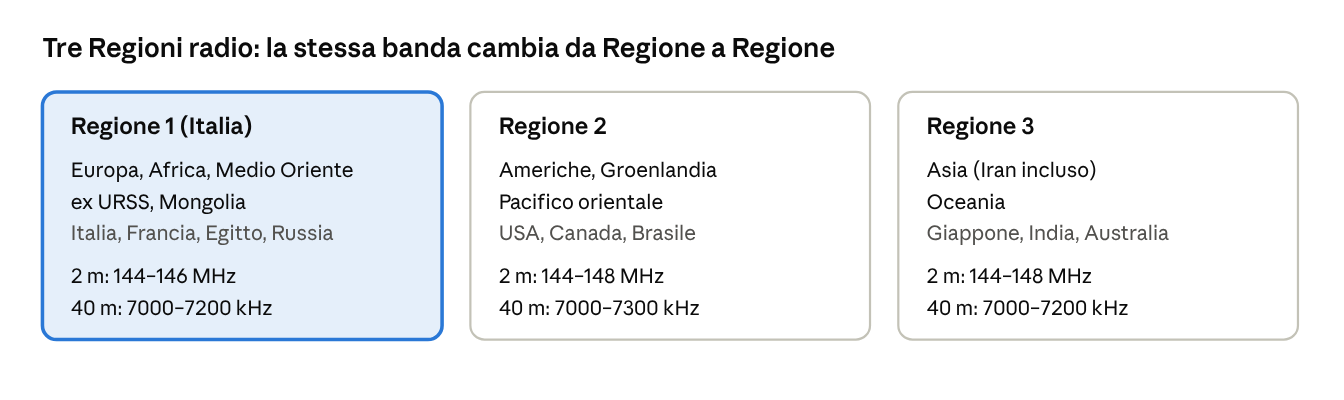 Tre Regioni radio: la stessa banda cambia da Regione a Regione
Regione 1 (Italia)
Europa, Africa, Medio Oriente
ex URSS, Mongolia
Italia, Francia, Egitto, Russia
2 m: 144–146 MHz
40 m: 7000–7200 kHz
Regione 2
Americhe, Groenlandia
Pacifico orientale
USA, Canada, Brasile
2 m: 144–148 MHz
40 m: 7000–7300 kHz
Regione 3
Asia (Iran incluso)
Oceania
Giappone, India, Australia
2 m: 144–148 MHz
40 m: 7000–7200 kHz